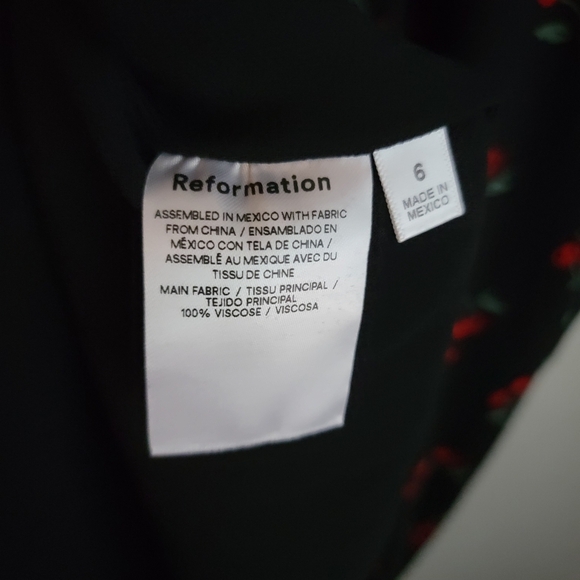 Reformation
ASSEMBLED IN MEXICO WITH FABRIC
FROM CHINA / ENSAMBLADO EN
MÉXICO CON TELA DE CHINA /
ASSEMBLÉ AU MEXIQUE AVEC DU
TISSU DE CHINE
MAIN FABRIC / TISSU PRINCIPAL /
TEJIDO PRINCIPAL
100% VISCOSE / VISCOSA
6
MADE IN
MEXICO